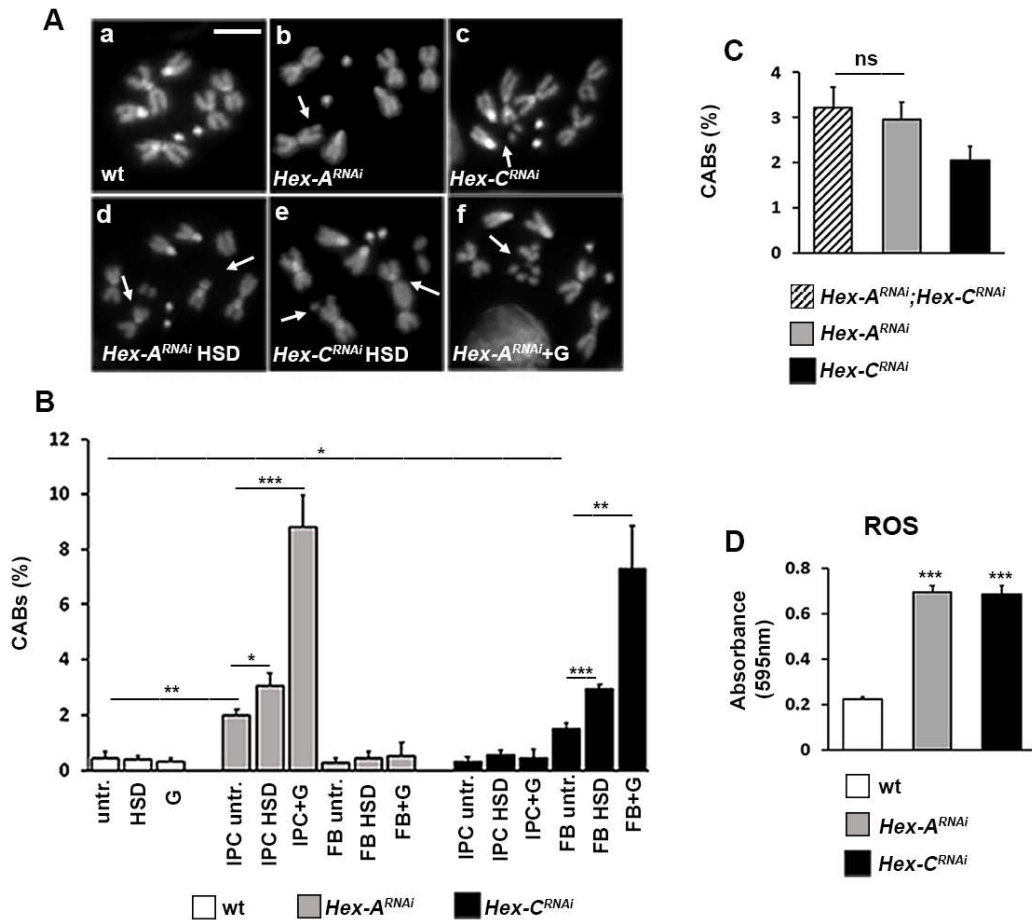 A
a
wt
b
Hex-A^RNAi
c
Hex-C^RNAi
d
Hex-A^RNAi HSD
e
Hex-C^RNAi HSD
f
Hex-A^RNAi+G
B
CABs (%)
12
10
8
6
4
2
0
*
***
**
*
**
***
untr.
HSD
G
IPC untr.
IPC HSD
IPC+G
FB untr.
FB HSD
FB+G
IPC untr.
IPC HSD
IPC+G
FB untr
FB HSD
FB+G
wt
Hex-A^RNAi
Hex-C^RNAi
C
ns
CABs (%)
4
3
2
1
0
Hex-A^RNAi;Hex-C^RNAi
Hex-A^RNAi
Hex-C^RNAi
D
ROS
Absorbance
(595nm)
0.8
0.6
0.4
0.2
0
***
***
wt
Hex-A^RNAi
Hex-C^RNAi